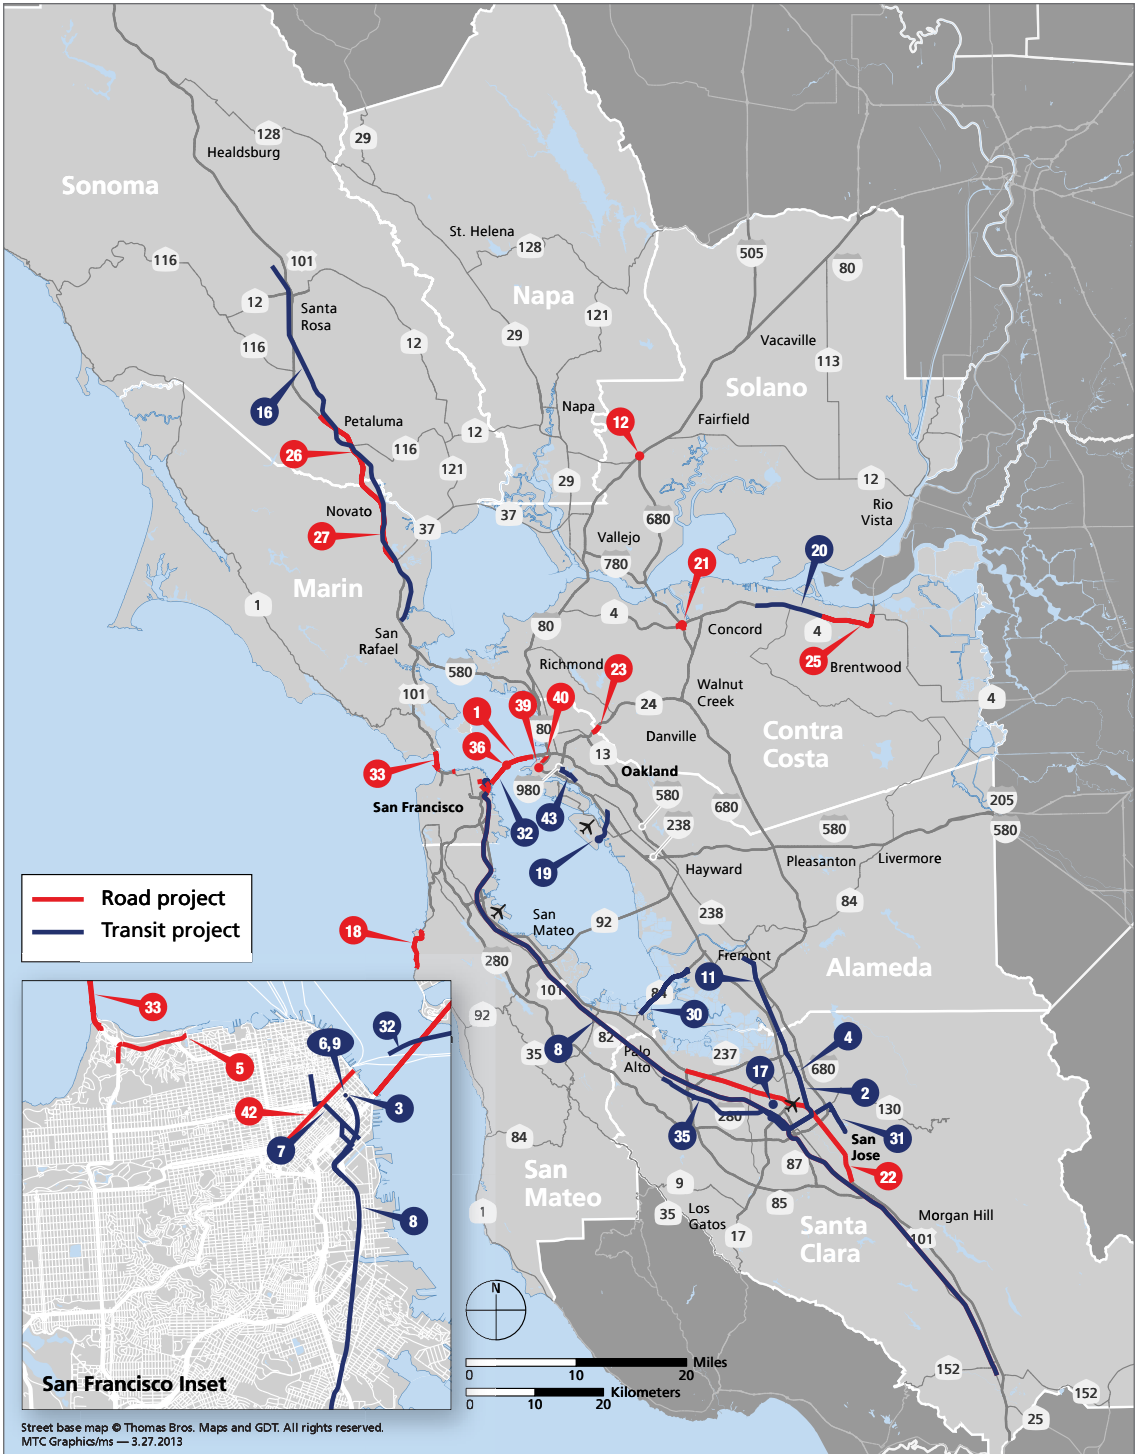 128
29
Healdsburg
Sonoma
St. Helena
128
116
101
505
80
Napa
12
Santa
Rosa
121
116
12
29
Vacaville
113
Solano
16
Petaluma
Napa
12
Fairfield
12
116
26
121
29
12
Rio
Vista
Novato
37
37
680
27
Vallejo
20
780
21
Marin
1
4
80
Concord
4
San
Rafael
Richmond
23
25
Brentwood
580
Walnut
Creek
101
40
39
24
4
1
80
Danville
Contra
Costa
36
13
33
Oakland
980
580
205
San Francisco
680
43
32
238
580
580
19
Hayward
Pleasanton
Livermore
Road project
Transit project
84
San
Mateo
92
238
18
280
Fremont
11
Alameda
101
84
30
92
82
8
35
Palo
Alto
237
4
680
17
2
130
280
35
31
84
San
Jose
87
22
San
Mateo
9
85
1
35
Los
Gatos
17
Santa
Clara
Morgan Hill
101
152
152
25
33
32
6,9
5
42
3
7
8
San Francisco Inset
N
Miles
0 10 20
Kilometers
0 10 20
Street base map © Thomas Bros. Maps and GDT. All rights reserved.
MTC Graphics/ms — 3.27.2013